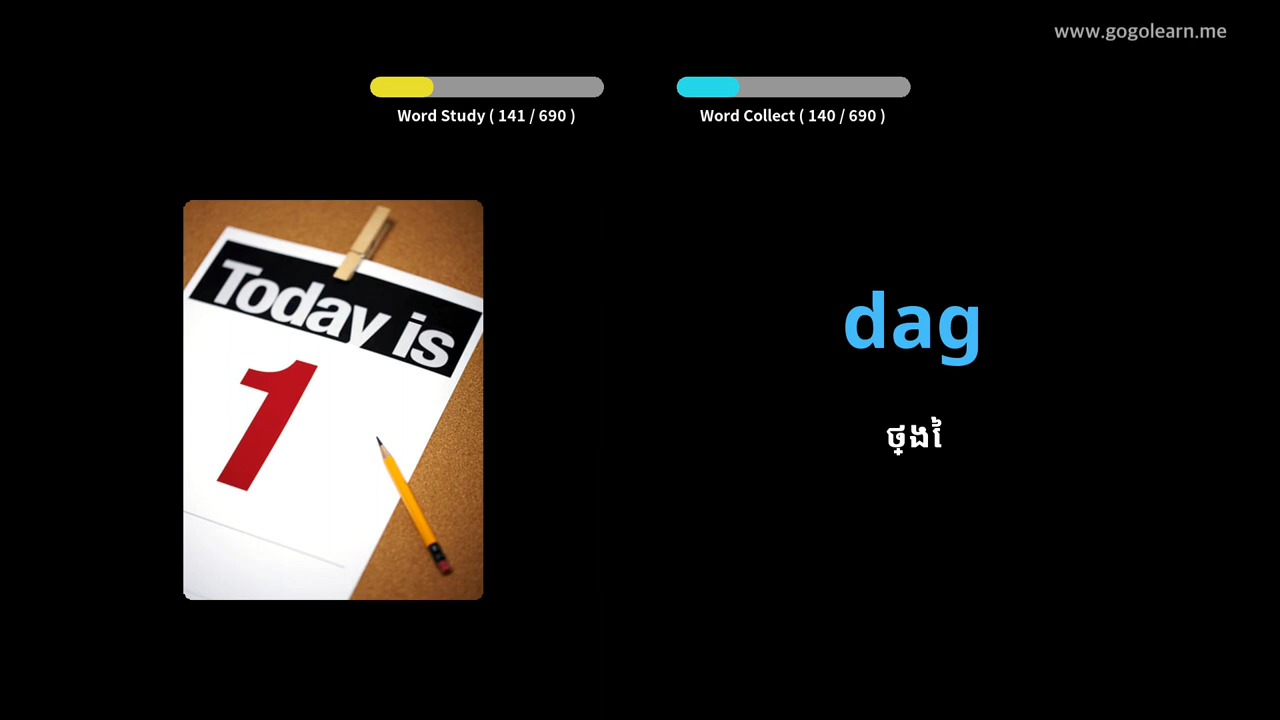 www.gogolearn.me
Word Study ( 141 / 690 )
Word Collect ( 140 / 690 )
Today is
1
dag
ថ្ងៃ